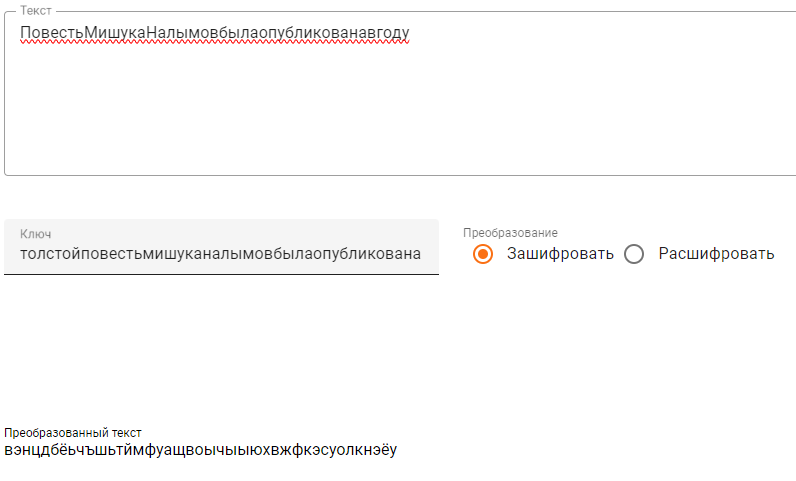 Текст
ПовестьМишукаНалымовбылаопубликованавгоду
Ключ
толстойповестьмишуканалымовбылаопубликована
Преобразование
Зашифровать
Расшифровать
Преобразованный текст
вэнцдбёьчъшьтймфуащвоычыыюхвжфкэсуолкнэёу